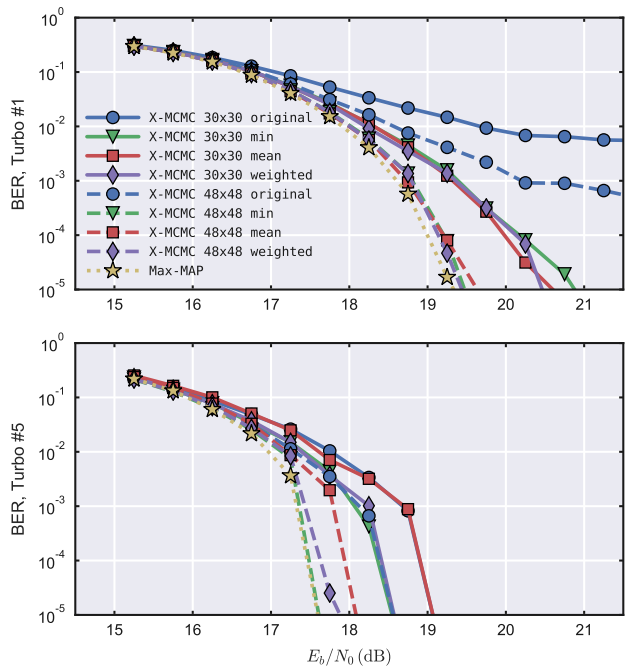 10^0
10^-1
10^-2
10^-3
10^-4
10^-5
BER, Turbo #1
X-MCMC 30x30 original
X-MCMC 30x30 min
X-MCMC 30x30 mean
X-MCMC 30x30 weighted
X-MCMC 48x48 original
X-MCMC 48x48 min
X-MCMC 48x48 mean
X-MCMC 48x48 weighted
Max-MAP
15 16 17 18 19 20 21
10^0
10^-1
10^-2
10^-3
10^-4
10^-5
BER, Turbo #5
15 16 17 18 19 20 21
E_b/N_0 (dB)